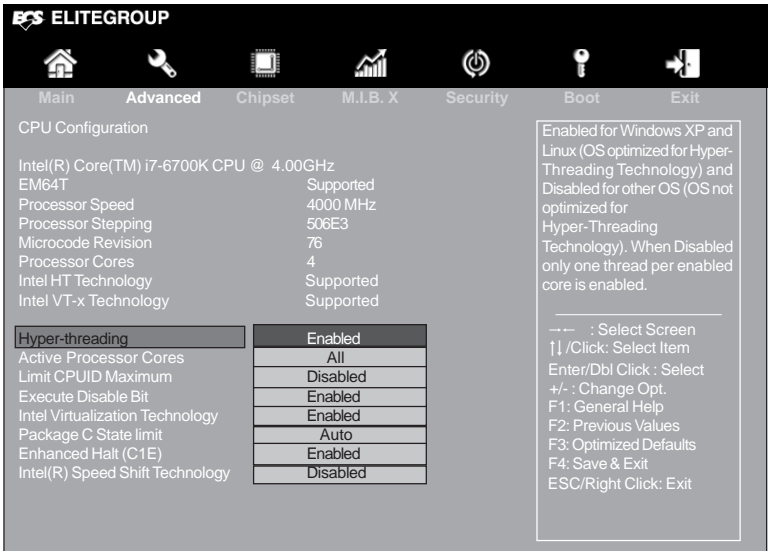 ECS ELITEGROUP
Main Advanced Chipset M.I.B. X Security Boot Exit
CPU Configuration
Intel(R) Core(TM) i7-6700K CPU @ 4.00GHz
EM64T Supported
Processor Speed 4000 MHz
Processor Stepping 506E3
Microcode Revision 76
Processor Cores 4
Intel HT Technology Supported
Intel VT-x Technology Supported
Hyper-threading Enabled
Active Processor Cores All
Limit CPUID Maximum Disabled
Execute Disable Bit Enabled
Intel Virtualization Technology Enabled
Package C State limit Auto
Enhanced Halt (C1E) Enabled
Intel(R) Speed Shift Technology Disabled
Enabled for Windows XP and
Linux (OS optimized for Hyper-
Threading Technology) and
Disabled for other OS (OS not
optimized for
Hyper-Threading
Technology). When Disabled
only one thread per enabled
core is enabled.
→← : Select Screen
↑↓/Click: Select Item
Enter/Dbl Click : Select
+/- : Change Opt.
F1: General Help
F2: Previous Values
F3: Optimized Defaults
F4: Save & Exit
ESC/Right Click: Exit